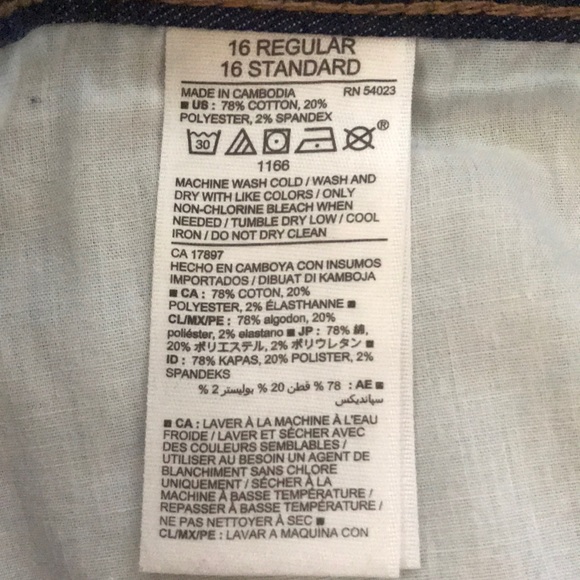 16 REGULAR
16 STANDARD
MADE IN CAMBODIA RN 54023
■ US : 78% COTTON, 20%
POLYESTER, 2% SPANDEX
30 ®
1166
MACHINE WASH COLD / WASH AND
DRY WITH LIKE COLORS / ONLY
NON-CHLORINE BLEACH WHEN
NEEDED / TUMBLE DRY LOW / COOL
IRON / DO NOT DRY CLEAN
CA 17897
HECHO EN CAMBOYA CON INSUMOS
IMPORTADOS / DIBUAT DI KAMBOJA
■ CA : 78% COTON, 20%
POLYESTER, 2% ÉLASTHANNE ■
CL/MX/PE : 78% algodon, 20%
poliéster, 2% elastano ■ JP : 78% 綿,
20% ポリエステル, 2% ポリウレタン ■
ID : 78% KAPAS, 20% POLISTER, 2%
SPANDEKS
■ AE : 78 % قطن 20 % بوليستر 2 %
سپانديكس
■ CA : LAVER À LA MACHINE À L'EAU
FROIDE / LAVER ET SÉCHER AVEC
DES COULEURS SEMBLABLES /
UTILISER AU BESOIN UN AGENT DE
BLANCHIMENT SANS CHLORE
UNIQUEMENT / SÉCHER À LA
MACHINE À BASSE TEMPÉRATURE /
REPASSER À BASSE TEMPÉRATURE /
NE PAS NETTOYER À SEC ■
CL/MX/PE : LAVAR A MAQUINA CON